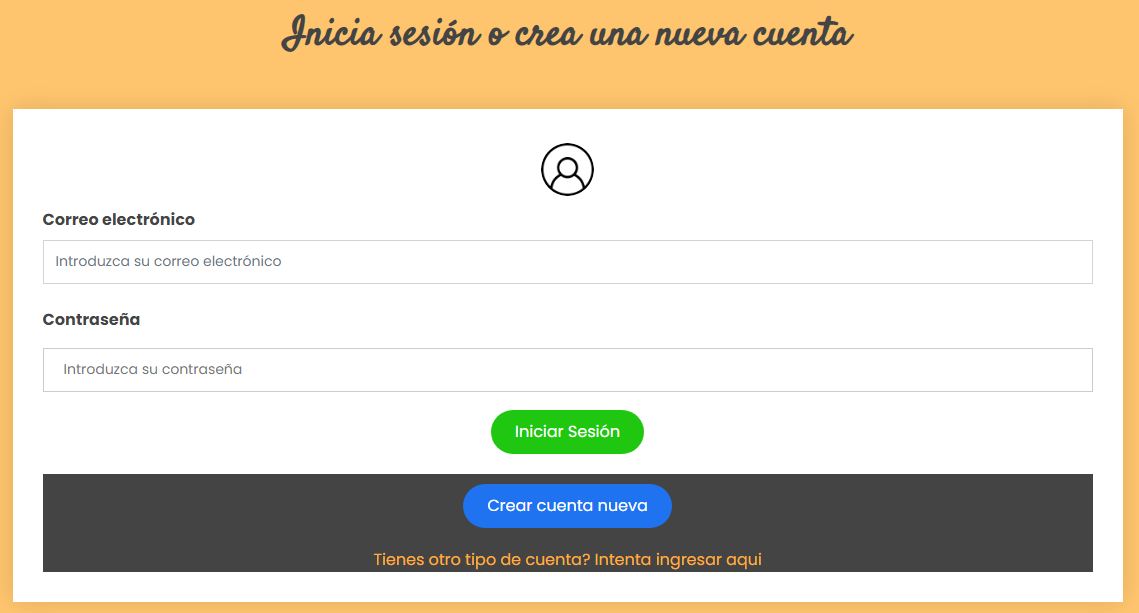 Inicia sesión o crea una nueva cuenta
Correo electrónico
Introduzca su correo electrónico
Contraseña
Introduzca su contraseña
Iniciar Sesión
Crear cuenta nueva
Tienes otro tipo de cuenta? Intenta ingresar aqui